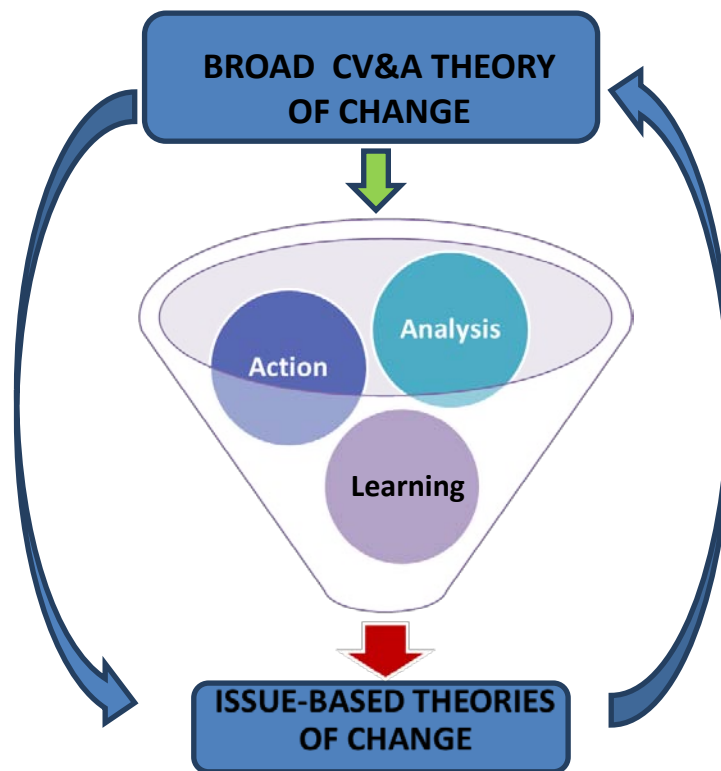 BROAD CV&A THEORY
OF CHANGE
Analysis
Action
Learning
ISSUE-BASED THEORIES
OF CHANGE